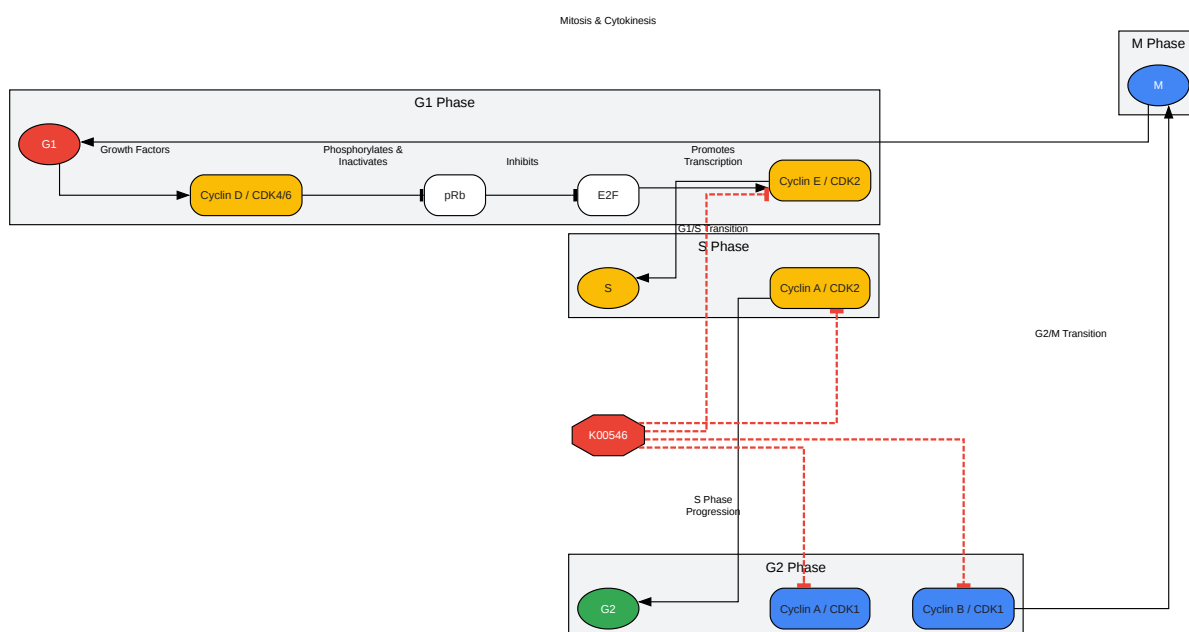 Mitosis & Cytokinesis
M Phase
M
G1 Phase
G1
Growth Factors
Phosphorylates &
Inactivates
Inhibits
Promotes
Transcription
Cyclin D / CDK4/6
pRb
E2F
Cyclin E / CDK2
G1/S Transition
S Phase
S
Cyclin A / CDK2
G2/M Transition
K00546
S Phase
Progression
G2 Phase
G2
Cyclin A / CDK1
Cyclin B / CDK1